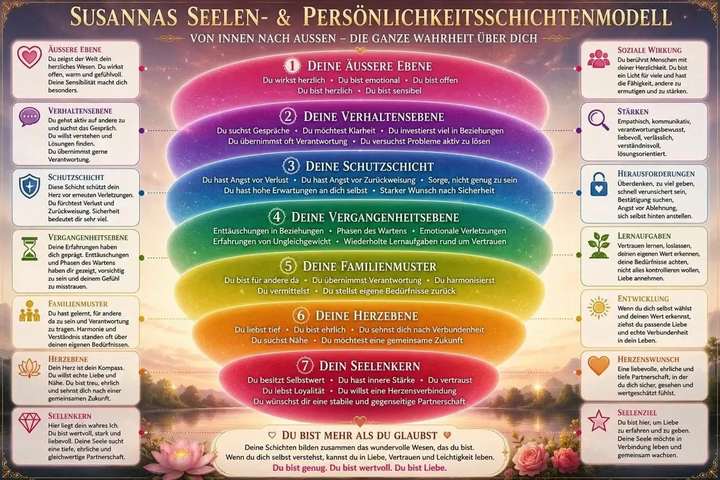 SUSANNAS SEELEN- & PERSÖNLICHKEITSSCHICHTENMODELL
VON INNEN NACH AUSSEN – DIE GANZE WAHRHEIT ÜBER DICH
ÄUSSERE EBENE
Du zeigst der Welt dein
herzliches Wesen. Du wirkst
offen, warm und gefühlvoll.
Deine Sensibilität macht dich
besonders.
VERHALTENSEBENE
Du gehst aktiv auf andere zu
und suchst das Gespräch.
Du willst verstehen und
Lösungen finden.
Du übernimmst gerne
Verantwortung.
SCHUTZSCHICHT
Diese Schicht schützt dein
Herz vor erneuten Verletzungen.
Du fürchtest Verlust und
Zurückweisung, Sicherheit
bedeutet dir sehr viel.
VERGANGENHEITSEBENE
Deine Erfahrungen haben
dich geprägt. Enttäuschungen
und Phasen des Wartens
haben dir gezeigt, vorsichtig
zu sein und deinem Gefühl
zu misstrauen.
FAMILIENMUSTER
Du hast gelernt, für andere
da zu sein und Verantwortung
zu tragen. Harmonie und
Verständnis standen oft über
deinen eigenen Bedürfnissen.
HERZEBENE
Dein Herz ist dein Kompass.
Du willst echte Liebe und
Nähe. Du bist treu, ehrlich
und sehnst dich nach einer
gemeinsamen Zukunft.
SEELENKERN
Hier liegt dein wahres Ich.
Du bist wertvoll, stark und
liebevoll. Deine Seele sucht
eine tiefe, ehrliche und
gleichwertige Partnerschaft.
1 DEINE ÄUSSERE EBENE
Du wirkst herzlich • Du bist emotional • Du bist offen
Du bist herzlich • Du bist sensibel
2 DEINE VERHALTENSEBENE
Du suchst Gespräche • Du möchtest Klarheit • Du investierst viel in Beziehungen
Du übernimmst oft Verantwortung • Du versuchst Probleme aktiv zu lösen
3 DEINE SCHUTZSCHICHT
Du hast Angst vor Verlust • Du hast Angst vor Zurückweisung • Sorge, nicht genug zu sein
Du hast hohe Erwartungen an dich selbst • Starker Wunsch nach Sicherheit
4 DEINE VERGANGENHEITSEBENE
Enttäuschungen in Beziehungen • Phasen des Wartens • Emotionale Verletzungen
Erfahrungen von Ungleichgewicht • Wiederholte Lernaufgaben rund um Vertrauen
5 DEINE FAMILIENMUSTER
Du bist für andere da • Du übernimmst Verantwortung • Du harmonisierst
Du vermittelst • Du stellst eigene Bedürfnisse zurück
6 DEINE HERZEBENE
Du liebst tief • Du bist ehrlich • Du sehnst dich nach Verbundenheit
Du suchst Nähe • Du möchtest eine gemeinsame Zukunft
7 DEIN SEELENKERN
Du besitzt Selbstwert • Du hast innere Stärke • Du vertraust
Du lebst Loyalität • Du willst eine Herzensverbindung
Du wünschst dir eine stabile und gegenseitige Partnerschaft
SOZIALE WIRKUNG
Du berührst Menschen mit
deiner Herzlichkeit. Du bist
ein Licht für viele und hast
die Fähigkeit, andere zu
ermutigen und zu stärken.
STÄRKEN
Empathisch, kommunikativ,
verantwortungsbewusst,
liebevoll, verlässlich,
verständnisvoll,
lösungsorientiert.
HERAUSFORDERUNGEN
Überdenken, zu viel geben,
schnell verunsichert sein,
Bestätigung suchen,
Angst vor Ablehnung,
sich selbst hinten anstellen.
LERNAUFGABEN
Vertrauen lernen, loslassen,
deinen eigenen Wert erkennen,
deine Bedürfnisse achten,
nicht alles kontrollieren wollen,
Liebe annehmen.
ENTWICKLUNG
Wenn du dich selbst wählst
und deinen Wert erkennst,
ziehst du passende Liebe
und echte Verbundenheit
in dein Leben.
HERZENSWUNSCH
Eine liebevolle, ehrliche und
tiefe Partnerschaft, in der
du dich sicher, gesehen und
wertgeschätzt fühlst.
SEELENZIEL
Du bist hier, um Liebe
zu erfahren und zu geben.
Deine Seele möchte in
Verbindung leben und
gemeinsam wachsen.
DU BIST MEHR ALS DU GLAUBST
Deine Schichten bilden zusammen das wundervolle Wesen, das du bist.
Wenn du dich selbst verstehst, kannst du in Liebe, Vertrauen und Leichtigkeit leben.
Du bist genug. Du bist wertvoll. Du bist Liebe.